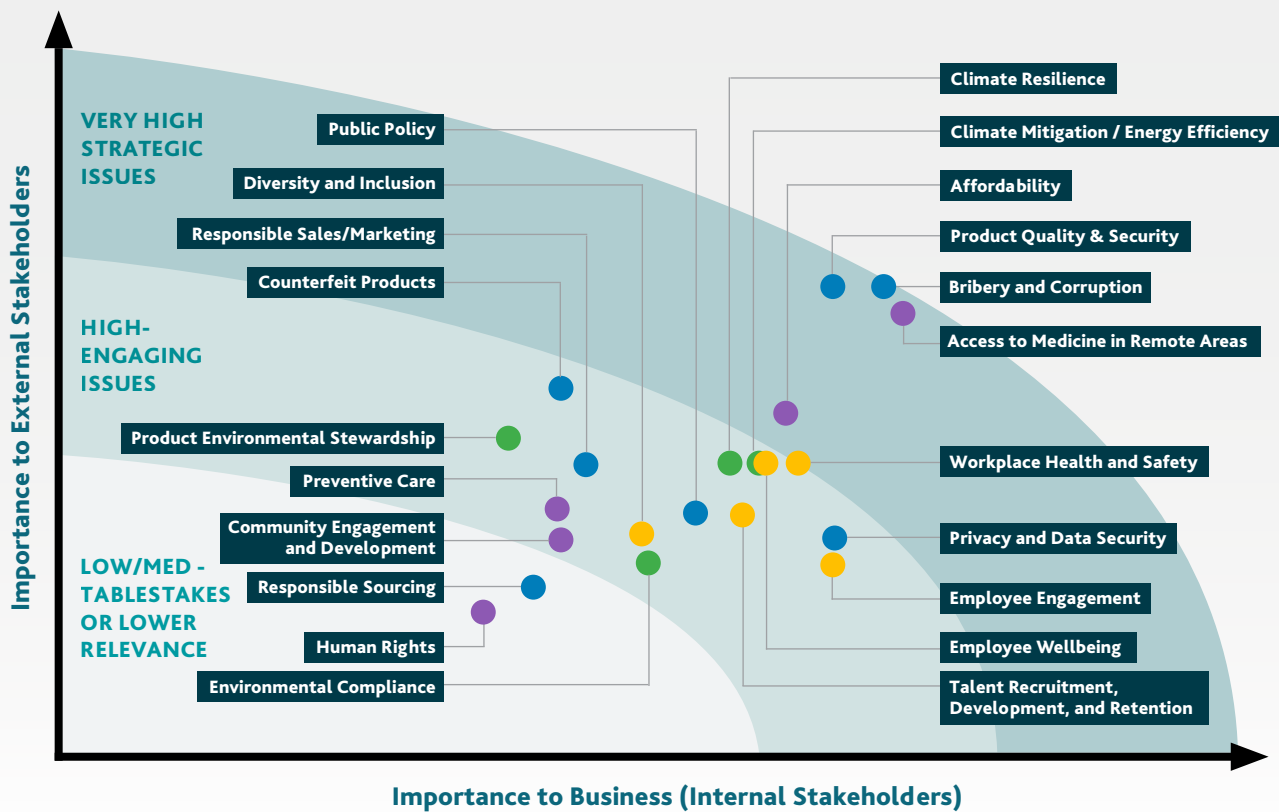 Importance to External Stakeholders
VERY HIGH
STRATEGIC
ISSUES
HIGH-
ENGAGING
ISSUES
LOW/MED -
TABLESTAKES
OR LOWER
RELEVANCE
Public Policy
Diversity and Inclusion
Responsible Sales/Marketing
Counterfeit Products
Product Environmental Stewardship
Preventive Care
Community Engagement
and Development
Responsible Sourcing
Human Rights
Environmental Compliance
Climate Resilience
Climate Mitigation / Energy Efficiency
Affordability
Product Quality & Security
Bribery and Corruption
Access to Medicine in Remote Areas
Workplace Health and Safety
Privacy and Data Security
Employee Engagement
Employee Wellbeing
Talent Recruitment,
Development, and Retention
Importance to Business (Internal Stakeholders)